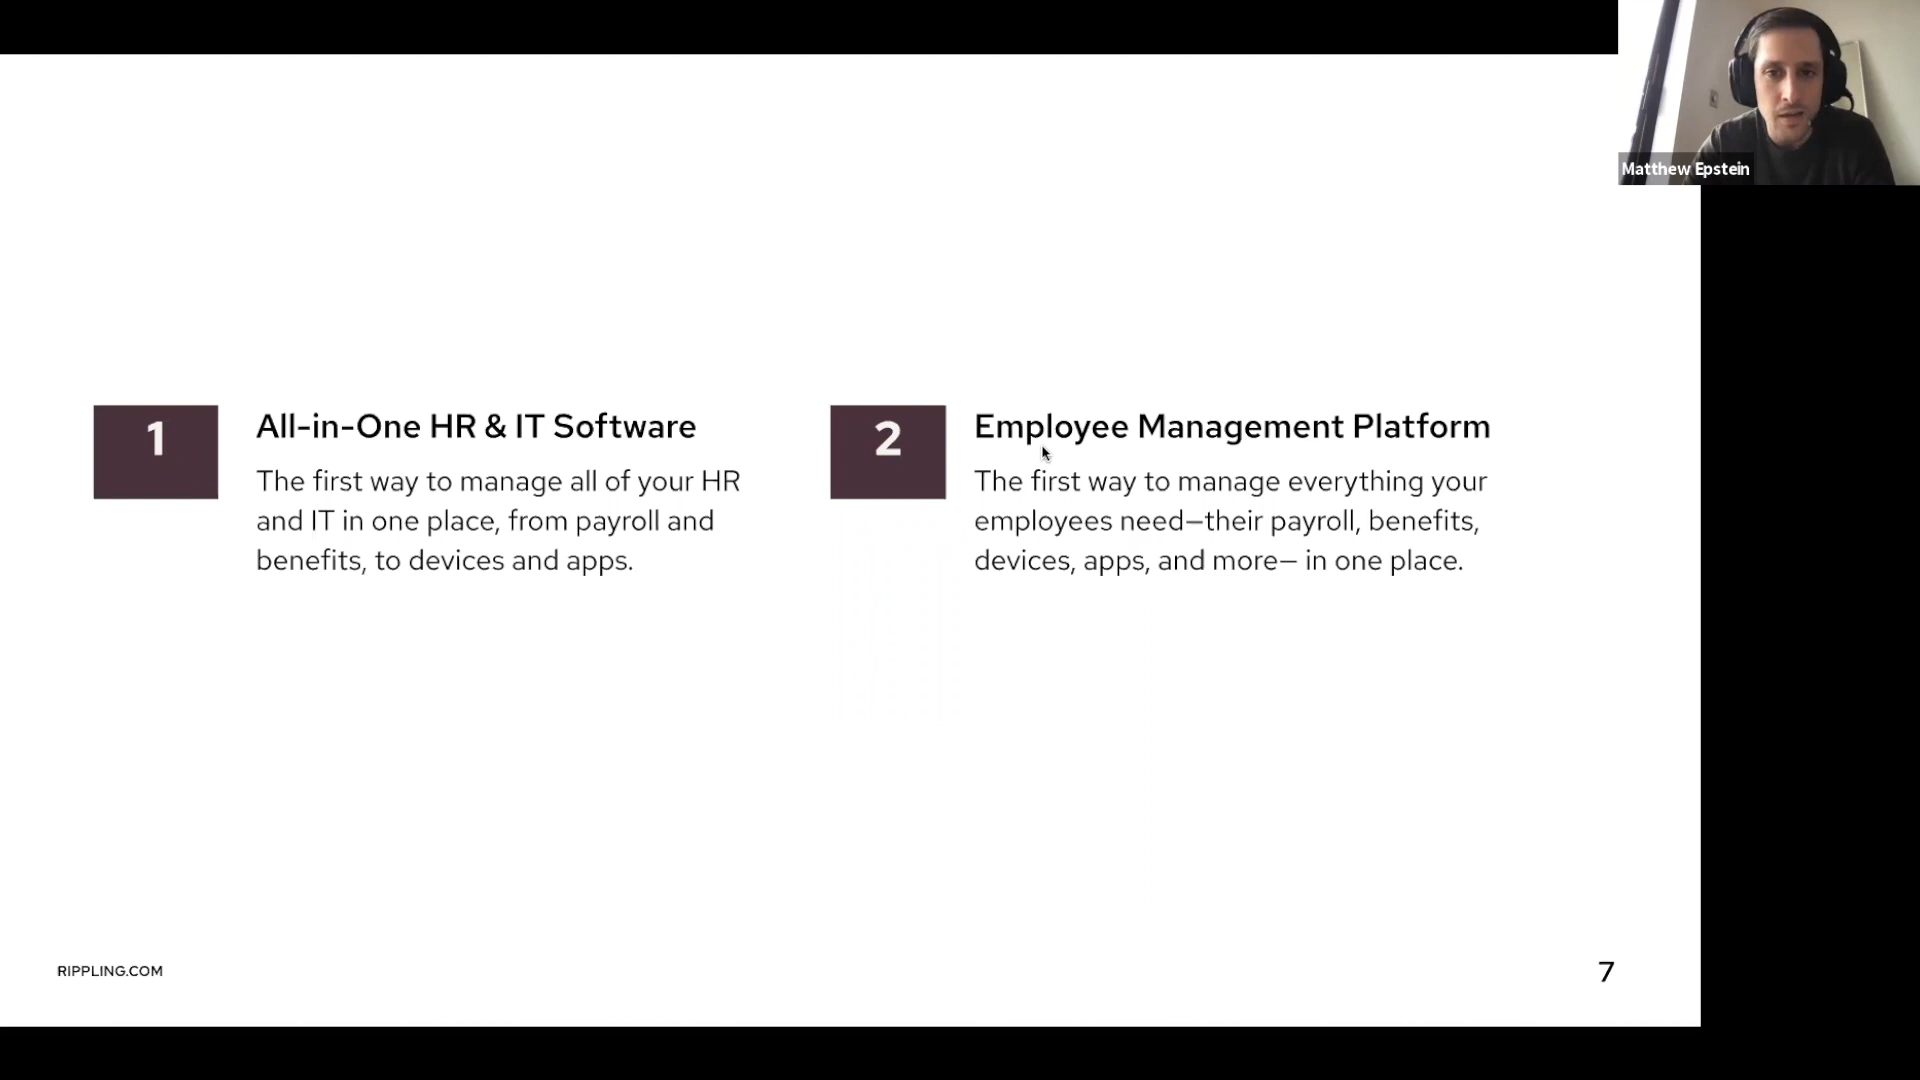 Matthew Epstein
1
All-in-One HR & IT Software
The first way to manage all of your HR
and IT in one place, from payroll and
benefits, to devices and apps.
2
Employee Management Platform
The first way to manage everything your
employees need—their payroll, benefits,
devices, apps, and more— in one place.
RIPPLING.COM
7